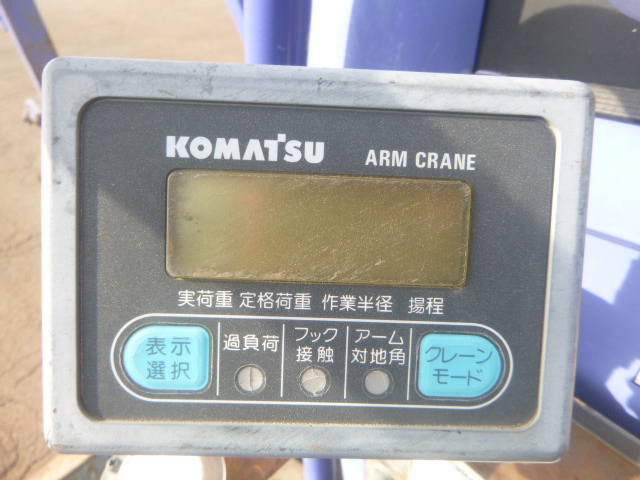 KOMATSU ARM CRANE
実荷重 定格荷重 作業半径 揚程
表示
選択
過負荷
フック
接触
アーム
対地角
クレーン
モード